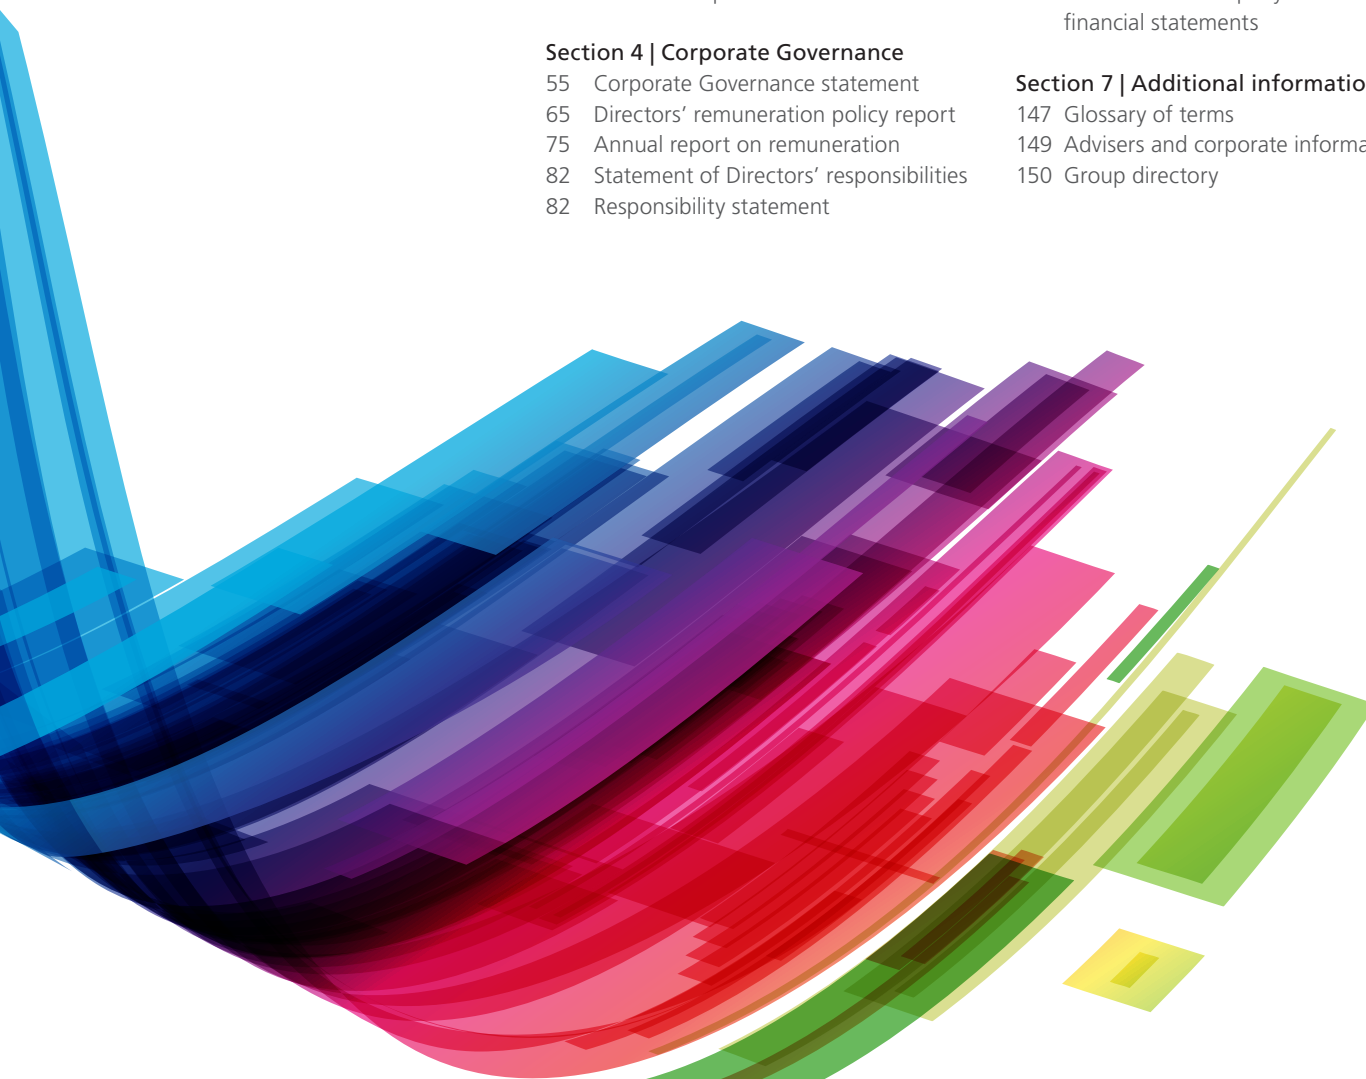 financial statements
Section 4 | Corporate Governance
55 Corporate Governance statement
65 Directors’ remuneration policy report
75 Annual report on remuneration
82 Statement of Directors’ responsibilities
82 Responsibility statement
Section 7 | Additional informatio
147 Glossary of terms
149 Advisers and corporate informa
150 Group directory